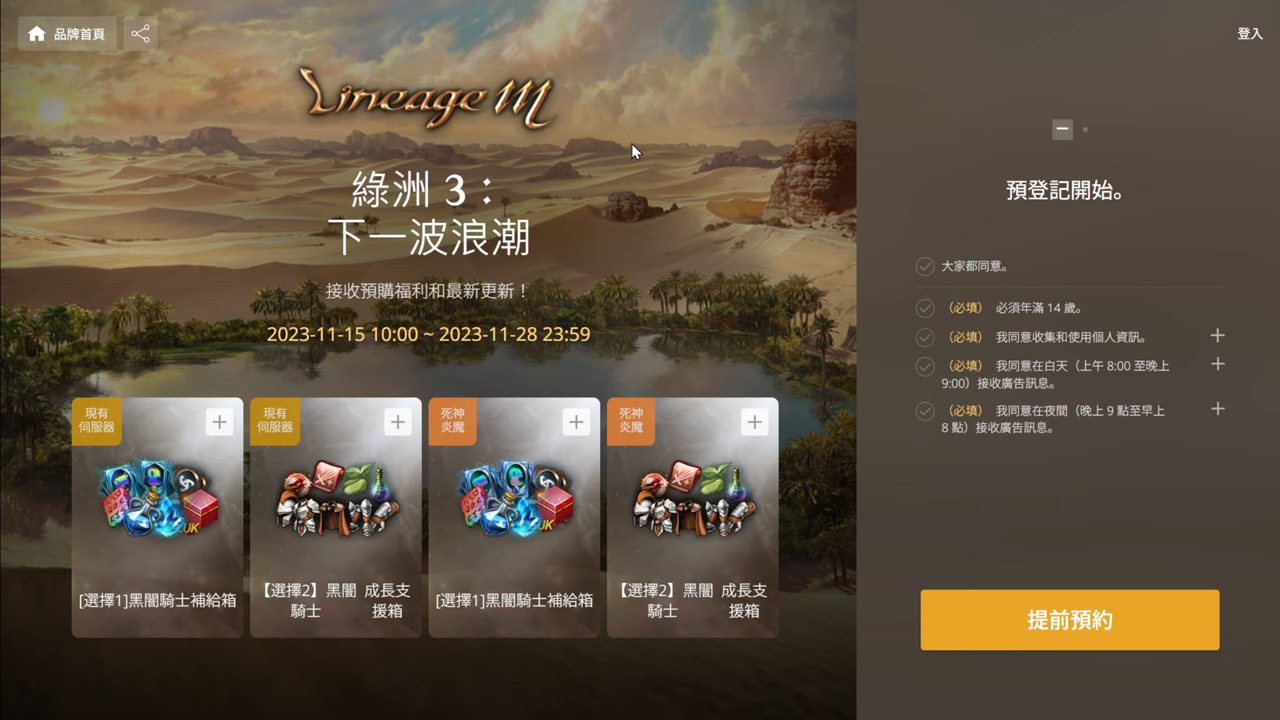 品牌首頁
登入
Lineage M
綠洲 3：
下一波浪潮
接收預購福利和最新更新！
2023-11-15 10:00 ~ 2023-11-28 23:59
現有
伺服器
[選擇1]黑闇騎士補給箱
現有
伺服器
【選擇2】黑闇 成長支
騎士 援箱
死神
炎魔
[選擇1]黑闇騎士補給箱
死神
炎魔
【選擇2】黑闇 成長支
騎士 援箱
UK
UK
預登記開始。
大家都同意。
（必填） 必須年滿 14 歲。
（必填） 我同意收集和使用個人資訊。
（必填） 我同意在白天（上午 8:00 至晚上
9:00）接收廣告訊息。
（必填） 我同意在夜間（晚上 9 點至早上
8 點）接收廣告訊息。
提前預約